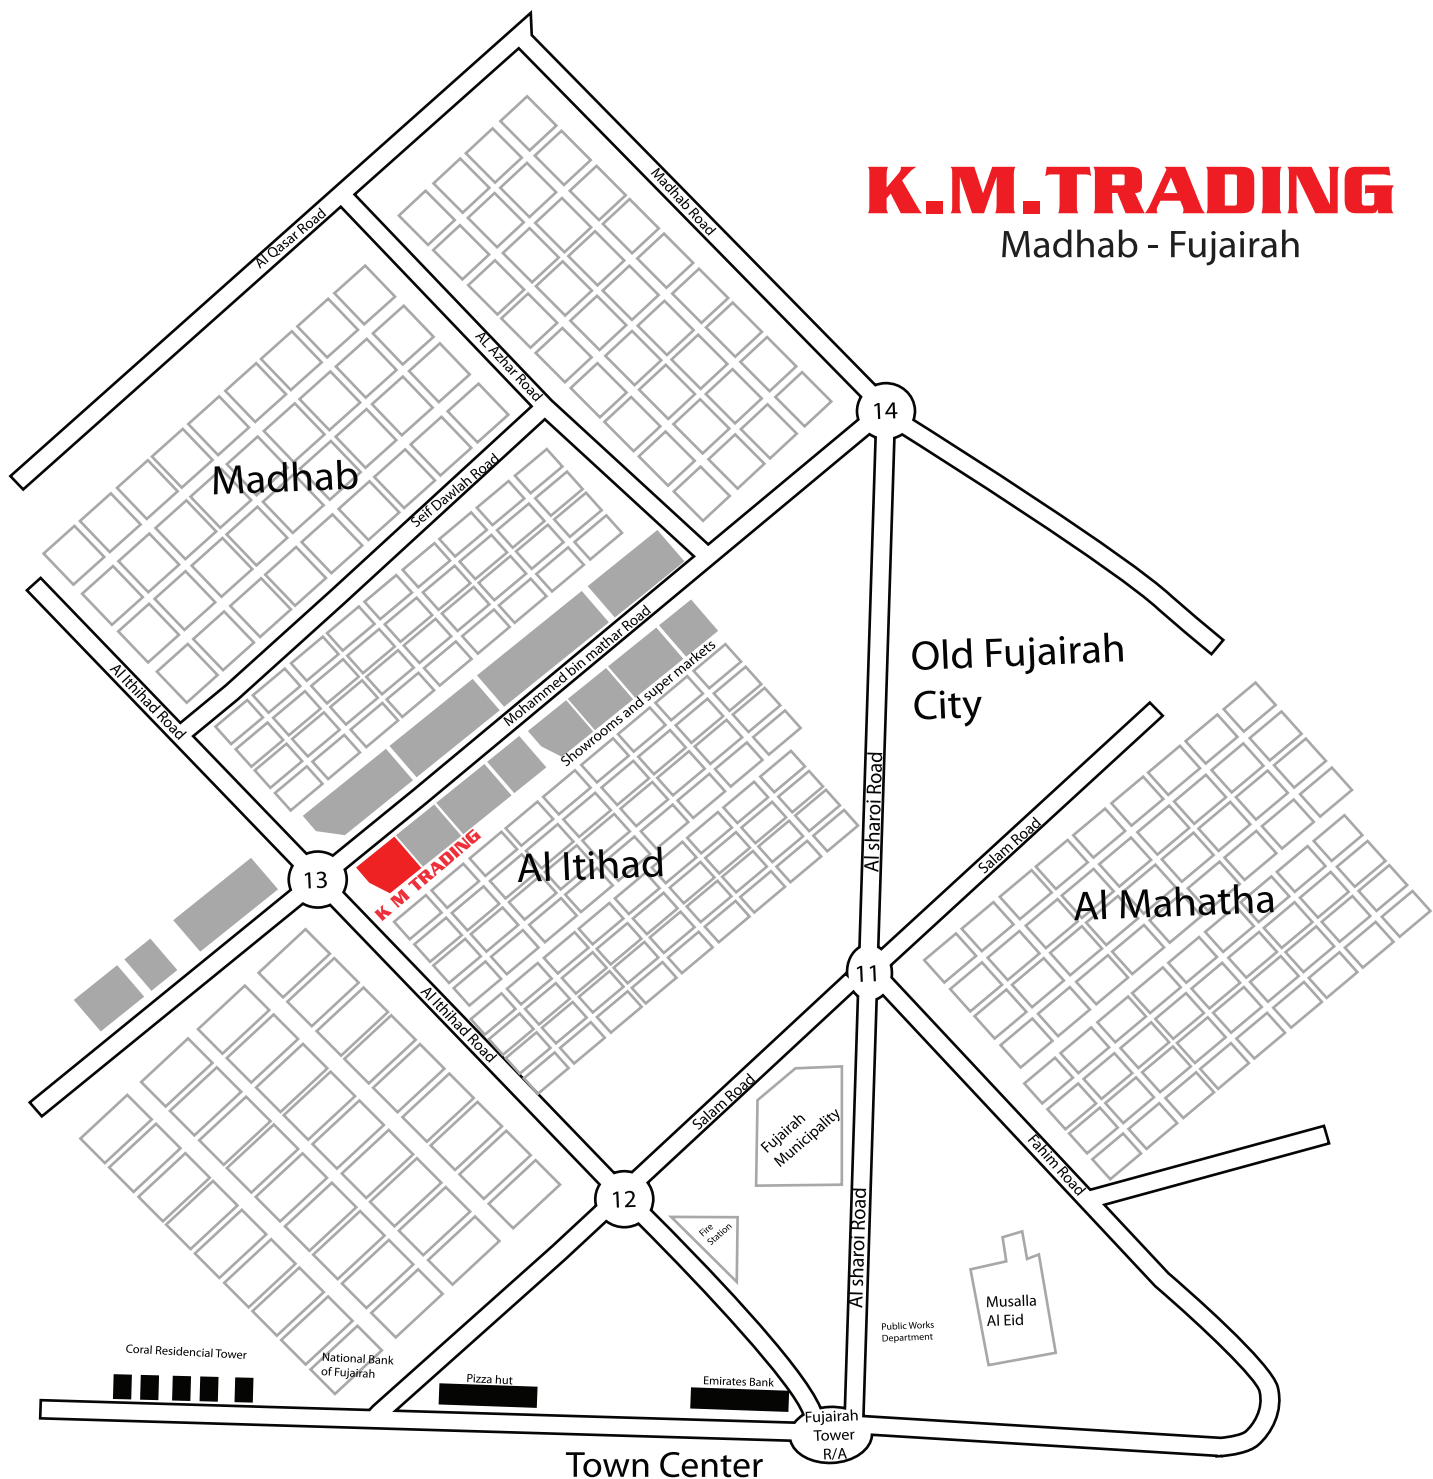 K.M.TRADING
Madhab - Fujairah
Madhab Road
Al Qasar Road
AL Azhar Road
14
Madhab
Seif Dawlah Road
Mohammed bin mathar Road
Showrooms and super markets
Old Fujairah
City
Al Ithihad Road
Al sharoi Road
Salam Road
K M TRADING
Al Itihad
13
Al Mahatha
11
Al Ithihad Road
Salam Road
Fujairah
Municipality
Fahim Road
12
Fire
Station
Al sharoi Road
Musalla
Al Eid
Public Works
Department
Coral Residencial Tower
National Bank
of Fujairah
Pizza hut
Emirates Bank
Fujairah
Tower
R/A
Town Center